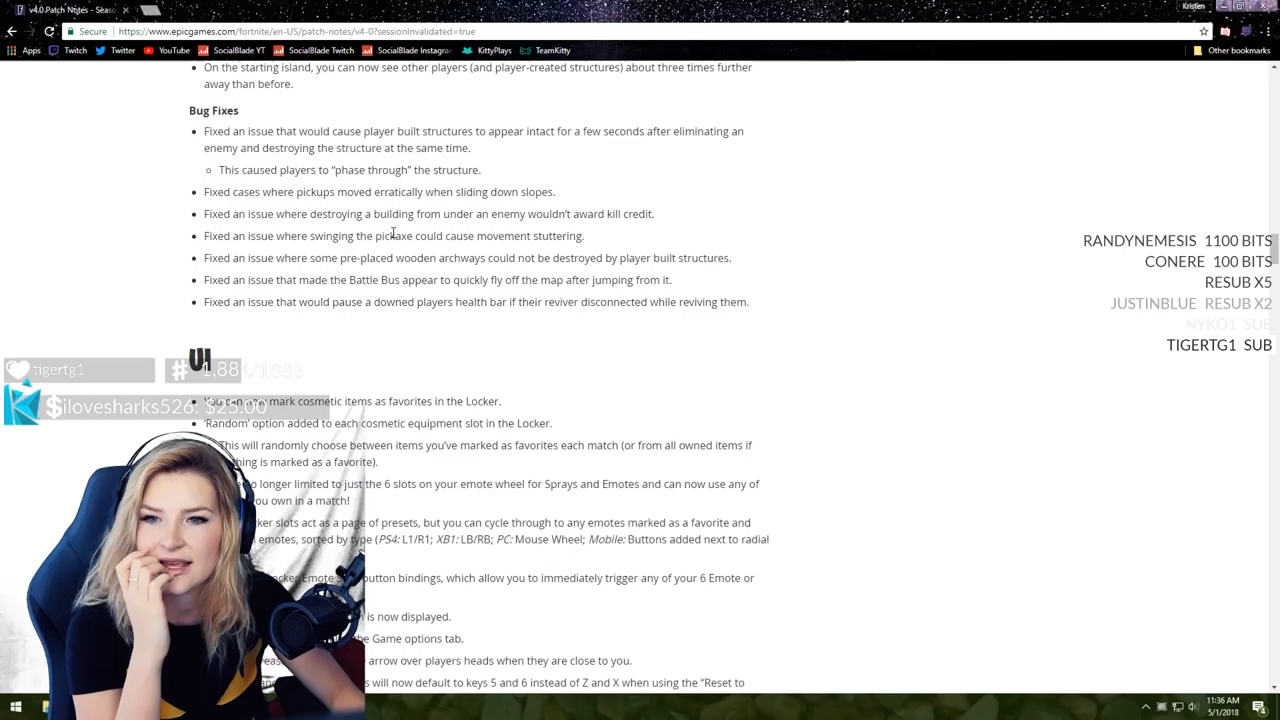 v4.0 Patch Notes - Seaso
Kristen
Secure
https://www.epicgames.com/fortnite/en-US/patch-notes/v4-0?sessionInvalidated=true
Apps Twitch Twitter YouTube SocialBlade YT SocialBlade Twitch SocialBlade Instagra KittyPlays TeamKitty Other bookmarks
On the starting island, you can now see other players (and player-created structures) about three times further
away than before.
Bug Fixes
Fixed an issue that would cause player built structures to appear intact for a few seconds after eliminating an
enemy and destroying the structure at the same time.
This caused players to “phase through” the structure.
Fixed cases where pickups moved erratically when sliding down slopes.
Fixed an issue where destroying a building from under an enemy wouldn’t award kill credit.
Fixed an issue where swinging the pickaxe could cause movement stuttering.
Fixed an issue where some pre-placed wooden archways could not be destroyed by player built structures.
Fixed an issue that made the Battle Bus appear to quickly fly off the map after jumping from it.
Fixed an issue that would pause a downed players health bar if their reviver disconnected while reviving them.
RANDYNEMESIS 1100 BITS
CONERE 100 BITS
RESUB X5
JUSTINBLUE RESUB X2
NYKO1 SUB
TIGERTG1 SUB
UI
tigertg1
# 1,88
$ilovesharks526: $25.00
mark cosmetic items as favorites in the Locker.
‘Random’ option added to each cosmetic equipment slot in the Locker.
This will randomly choose between items you’ve marked as favorites each match (or from all owned items if
hing is marked as a favorite).
o longer limited to just the 6 slots on your emote wheel for Sprays and Emotes and can now use any of
you own in a match!
ker slots act as a page of presets, but you can cycle through to any emotes marked as a favorite and
emotes, sorted by type (PS4: L1/R1; XB1: LB/RB; PC: Mouse Wheel; Mobile: Buttons added next to radial
cker Emote button bindings, which allow you to immediately trigger any of your 6 Emote or
is now displayed.
the Game options tab.
arrow over players heads when they are close to you.
s will now default to keys 5 and 6 instead of Z and X when using the “Reset to
11:36 AM
5/1/2018
4